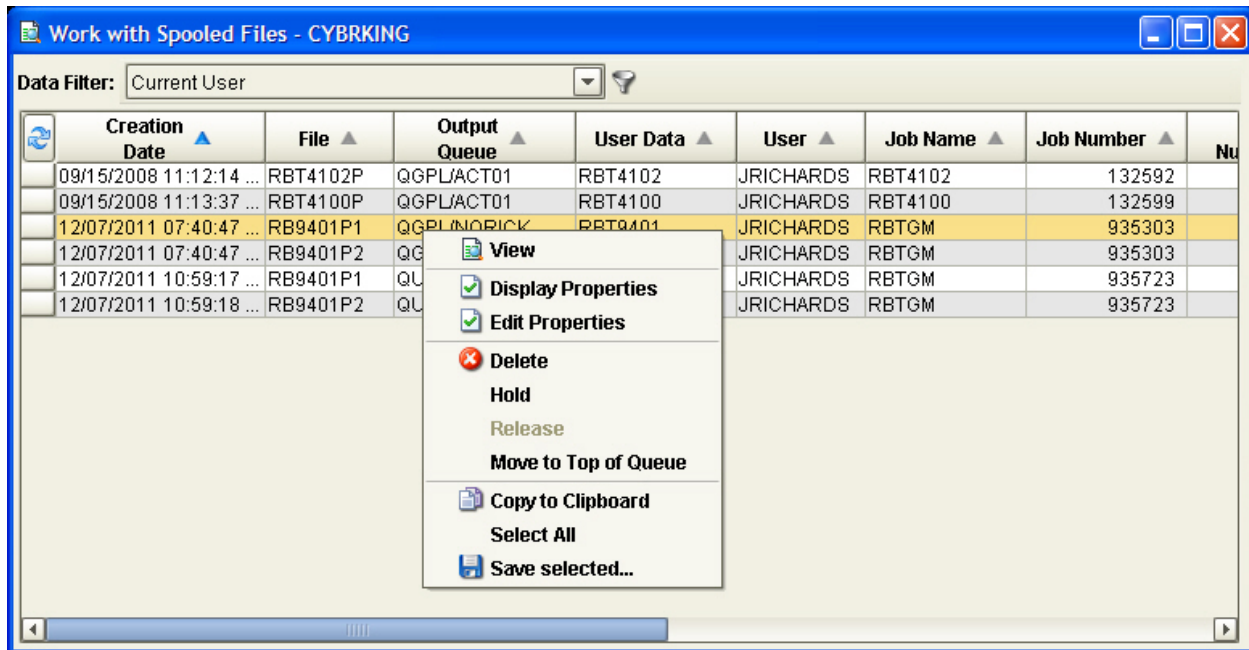 Work with Spooled Files - CYBRKING
Data Filter: Current User
Creation Date File Output Queue User Data User Job Name Job Number Nu
09/15/2008 11:12:14 ... RBT4102P QGPL/ACT01 RBT4102 JRICHARDS RBT4102 132592
09/15/2008 11:13:37 ... RBT4100P QGPL/ACT01 RBT4100 JRICHARDS RBT4100 132599
12/07/2011 07:40:47 ... RB9401P1 QGPL/NORICK RBT9401 JRICHARDS RBTGM 935303
12/07/2011 07:40:47 ... RB9401P2 QG JRICHARDS RBTGM 935303
12/07/2011 10:59:17 ... RB9401P1 QU JRICHARDS RBTGM 935723
12/07/2011 10:59:18 ... RB9401P2 QU JRICHARDS RBTGM 935723
View
Display Properties
Edit Properties
Delete
Hold
Release
Move to Top of Queue
Copy to Clipboard
Select All
Save selected...